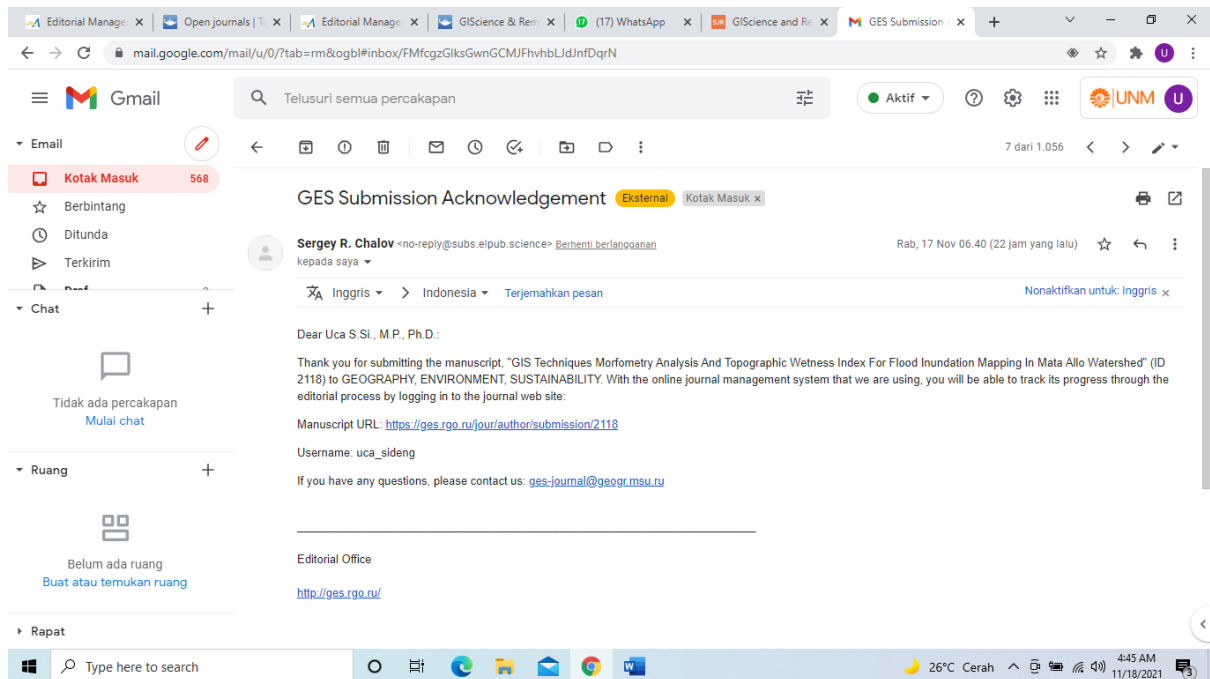 Editorial Manage
Open journals | T
Editorial Manage
GIScience & Rem
(17) WhatsApp
SJR GIScience and Re
GES Submission
mail.google.com/mail/u/0/?tab=rm&ogbl#inbox/FMfcgzGlksGwnGCMJFhvhbLJdJnfDqrN
U
Gmail
Telusuri semua percakapan
Aktif
UNM
U
Email
7 dari 1.056
Kotak Masuk 568
Berbintang
Ditunda
Terkirim
Draf
GES Submission Acknowledgement Eksternal Kotak Masuk x
Sergey R. Chalov <no-reply@subs.elpub.science> Berhenti berlangganan
Rab, 17 Nov 06.40 (22 jam yang lalu)
kepada saya
Inggris > Indonesia Terjemahkan pesan
Nonaktifkan untuk: Inggris x
Dear Uca S.Si., M.P., Ph.D.:
Thank you for submitting the manuscript, "GIS Techniques Morfometry Analysis And Topographic Wetness Index For Flood Inundation Mapping In Mata Allo Watershed" (ID
2118) to GEOGRAPHY, ENVIRONMENT, SUSTAINABILITY. With the online journal management system that we are using, you will be able to track its progress through the
editorial process by logging in to the journal web site:
Manuscript URL: https://ges.rgo.ru/jour/author/submission/2118
Username: uca_sideng
If you have any questions, please contact us: ges-journal@geogr.msu.ru
Editorial Office
http://ges.rgo.ru/
Chat
Tidak ada percakapan
Mulai chat
Ruang
Belum ada ruang
Buat atau temukan ruang
Rapat
Type here to search
26°C Cerah
4:45 AM
11/18/2021
3